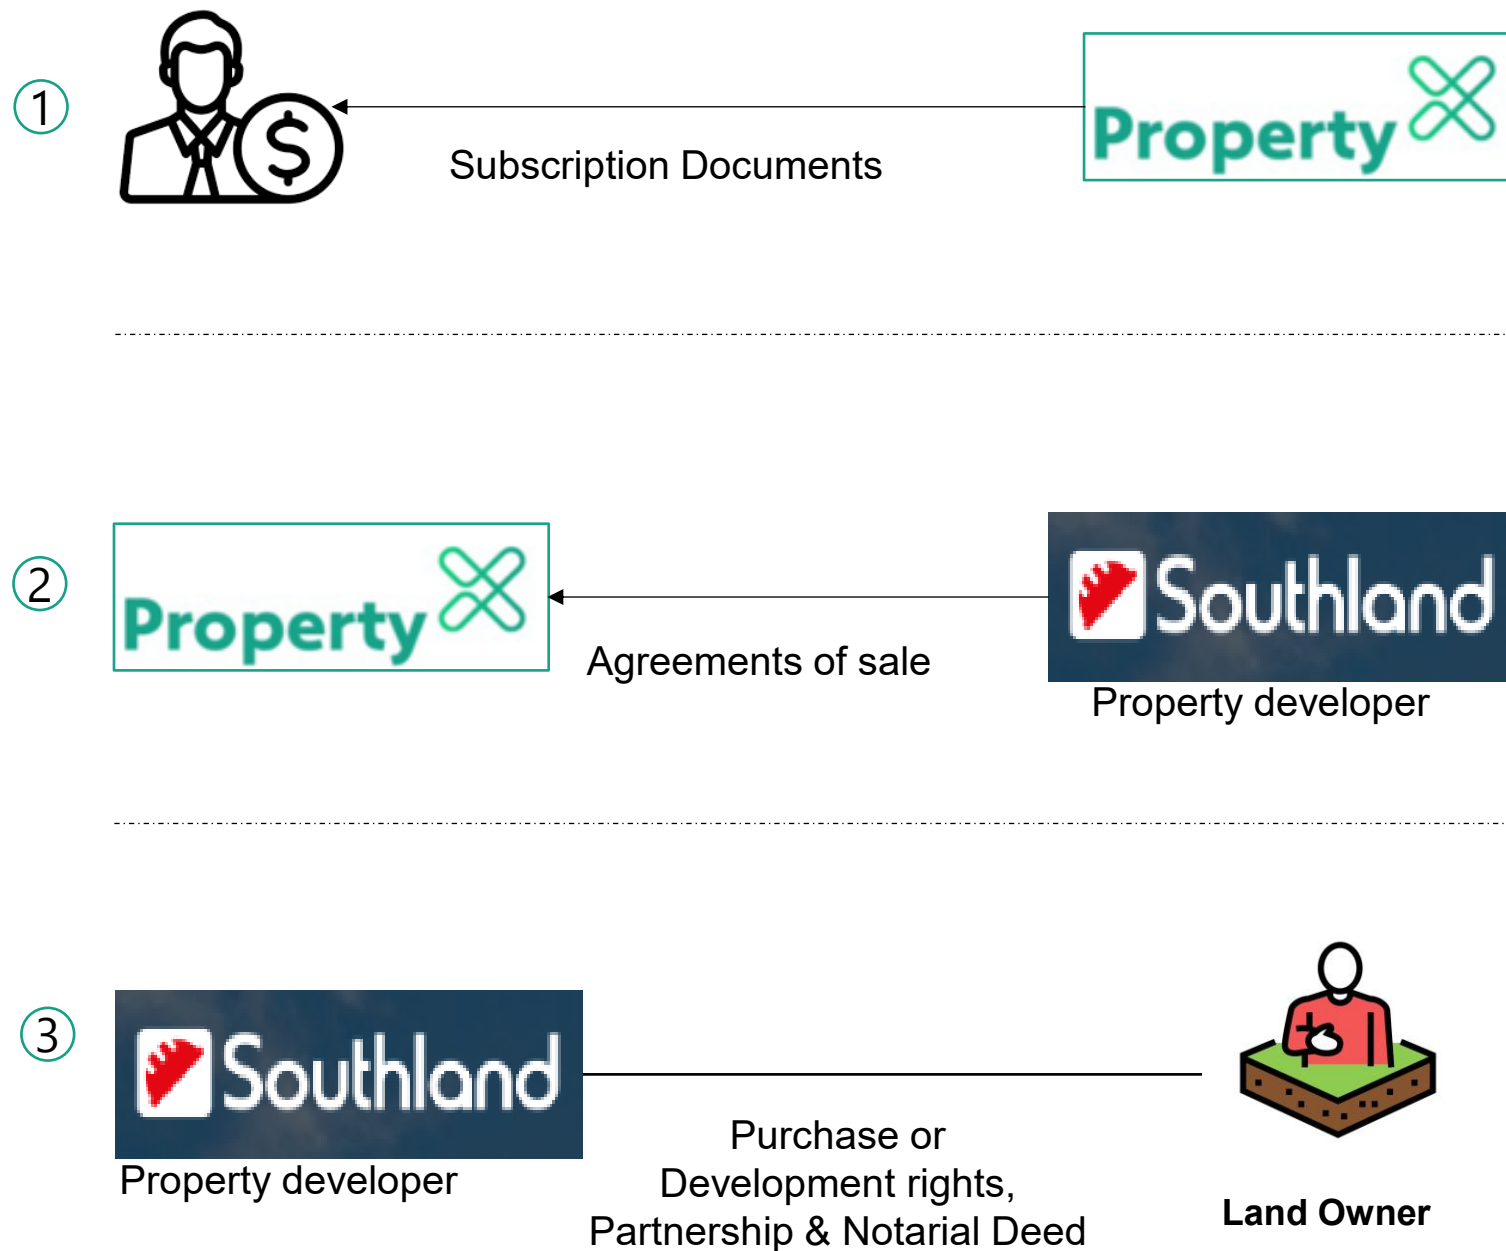 1
$
Property
Subscription Documents
2
Property
Southland
Agreements of sale
Property developer
3
Southland
Property developer
Purchase or
Development rights,
Partnership & Notarial Deed
Land Owner